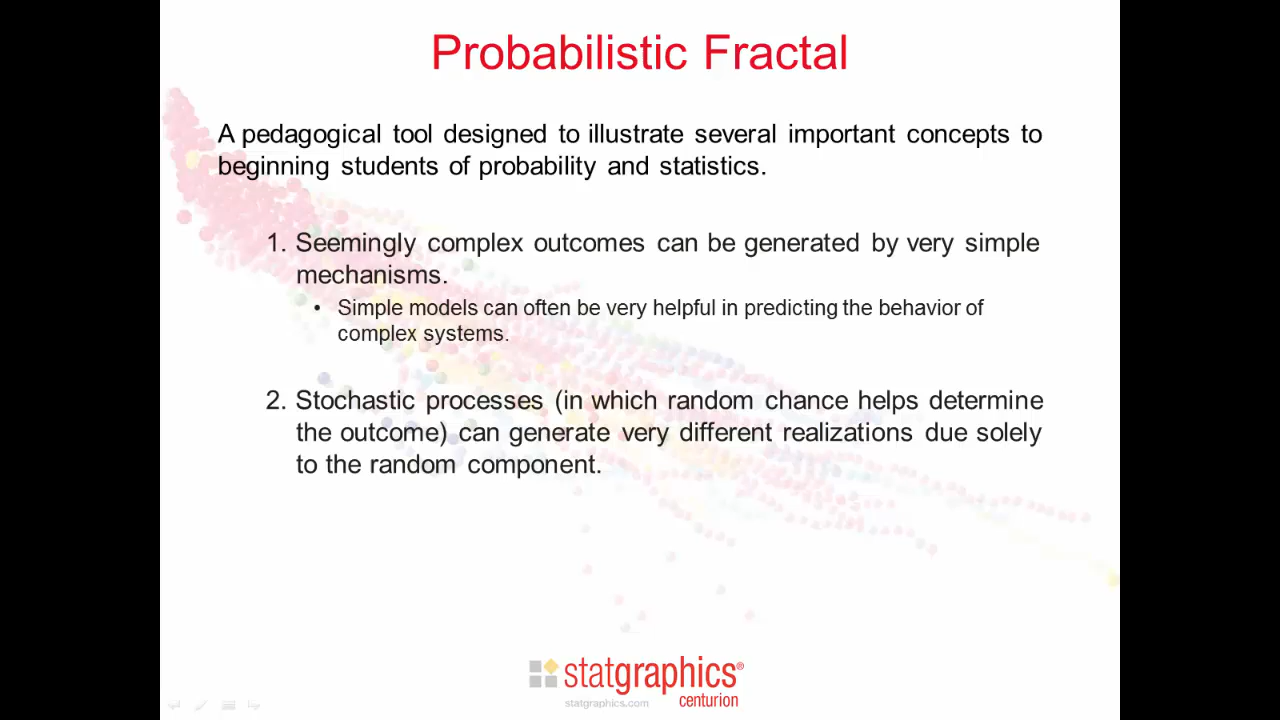 Probabilistic Fractal
A pedagogical tool designed to illustrate several important concepts to
beginning students of probability and statistics.
1. Seemingly complex outcomes can be generated by very simple
mechanisms.
• Simple models can often be very helpful in predicting the behavior of
complex systems.
2. Stochastic processes (in which random chance helps determine
the outcome) can generate very different realizations due solely
to the random component.
statgraphics®
centurion
statgraphics.com